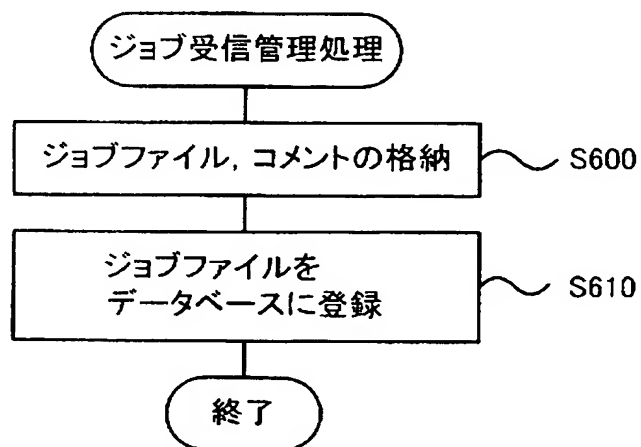 ジョブ受信管理処理
ジョブファイル, コメントの格納
S600
ジョブファイルを
データベースに登録
S610
終了